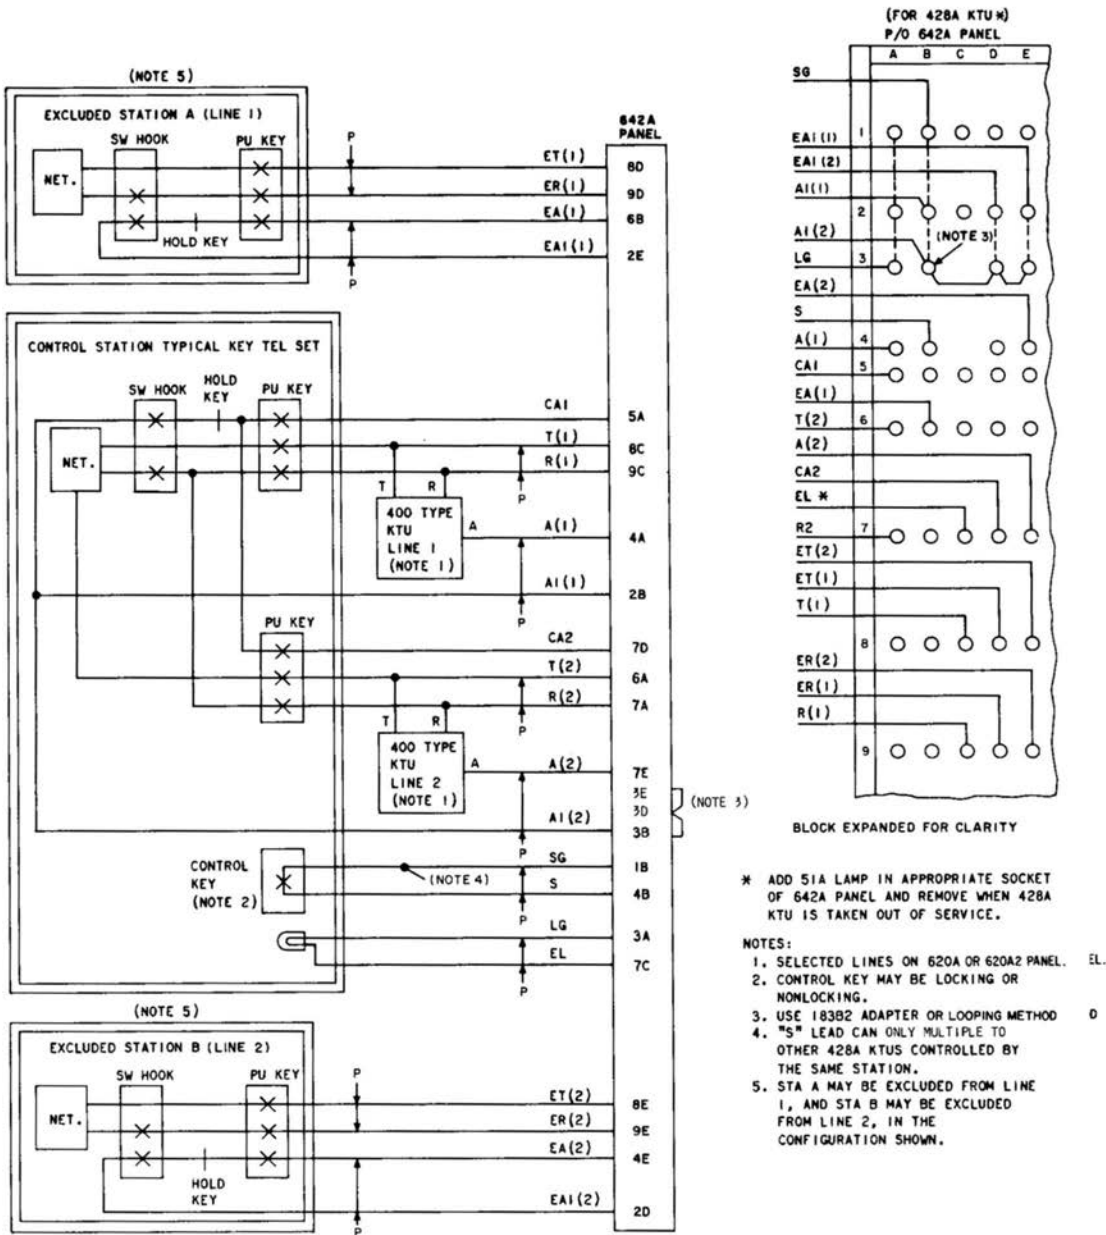 (NOTE 5)
EXCLUDED STATION A (LINE 1)
SW HOOK
PU KEY
NET.
HOLD KEY
P
P
ET(1)
ER(1)
EA(1)
EA1(1)
642A
PANEL
8D
9D
6B
2E
CONTROL STATION TYPICAL KEY TEL SET
SW HOOK
HOLD
KEY
PU KEY
NET.
CA1
5A
T(1)
8C
R(1)
9C
T
R
P
400 TYPE
KTU
LINE 1
(NOTE 1)
A
A(1)
4A
A1(1)
2B
P
PU KEY
CA2
7D
T(2)
6A
R(2)
7A
T
R
P
400 TYPE
KTU
LINE 2
(NOTE 1)
A
A(2)
7E
3E
3D
(NOTE 3)
A1(2)
3B
P
CONTROL
KEY
(NOTE 2)
SG
1B
(NOTE 4)
S
4B
P
LG
3A
EL
7C
P
(NOTE 5)
EXCLUDED STATION B (LINE 2)
SW HOOK
PU KEY
NET.
HOLD
KEY
P
P
ET(2)
8E
ER(2)
9E
EA(2)
4E
EA1(2)
2D
(FOR 428A KTU*)
P/O 642A PANEL
A B C D E
SG
1
EA1(1)
EA1(2)
A1(1)
2
A1(2)
(NOTE 3)
LG
3
EA(2)
S
A(1)
4
CA1
5
EA(1)
T(2)
6
A(2)
CA2
EL *
R2
7
ET(2)
ET(1)
T(1)
8
ER(2)
ER(1)
R(1)
9
BLOCK EXPANDED FOR CLARITY
* ADD 51A LAMP IN APPROPRIATE SOCKET
OF 642A PANEL AND REMOVE WHEN 428A
KTU IS TAKEN OUT OF SERVICE.
NOTES:
1. SELECTED LINES ON 620A OR 620A2 PANEL. EL.
2. CONTROL KEY MAY BE LOCKING OR
NONLOCKING.
3. USE 183B2 ADAPTER OR LOOPING METHOD D
4. "S" LEAD CAN ONLY MULTIPLE TO
OTHER 428A KTUS CONTROLLED BY
THE SAME STATION.
5. STA A MAY BE EXCLUDED FROM LINE
1, AND STA B MAY BE EXCLUDED
FROM LINE 2, IN THE
CONFIGURATION SHOWN.